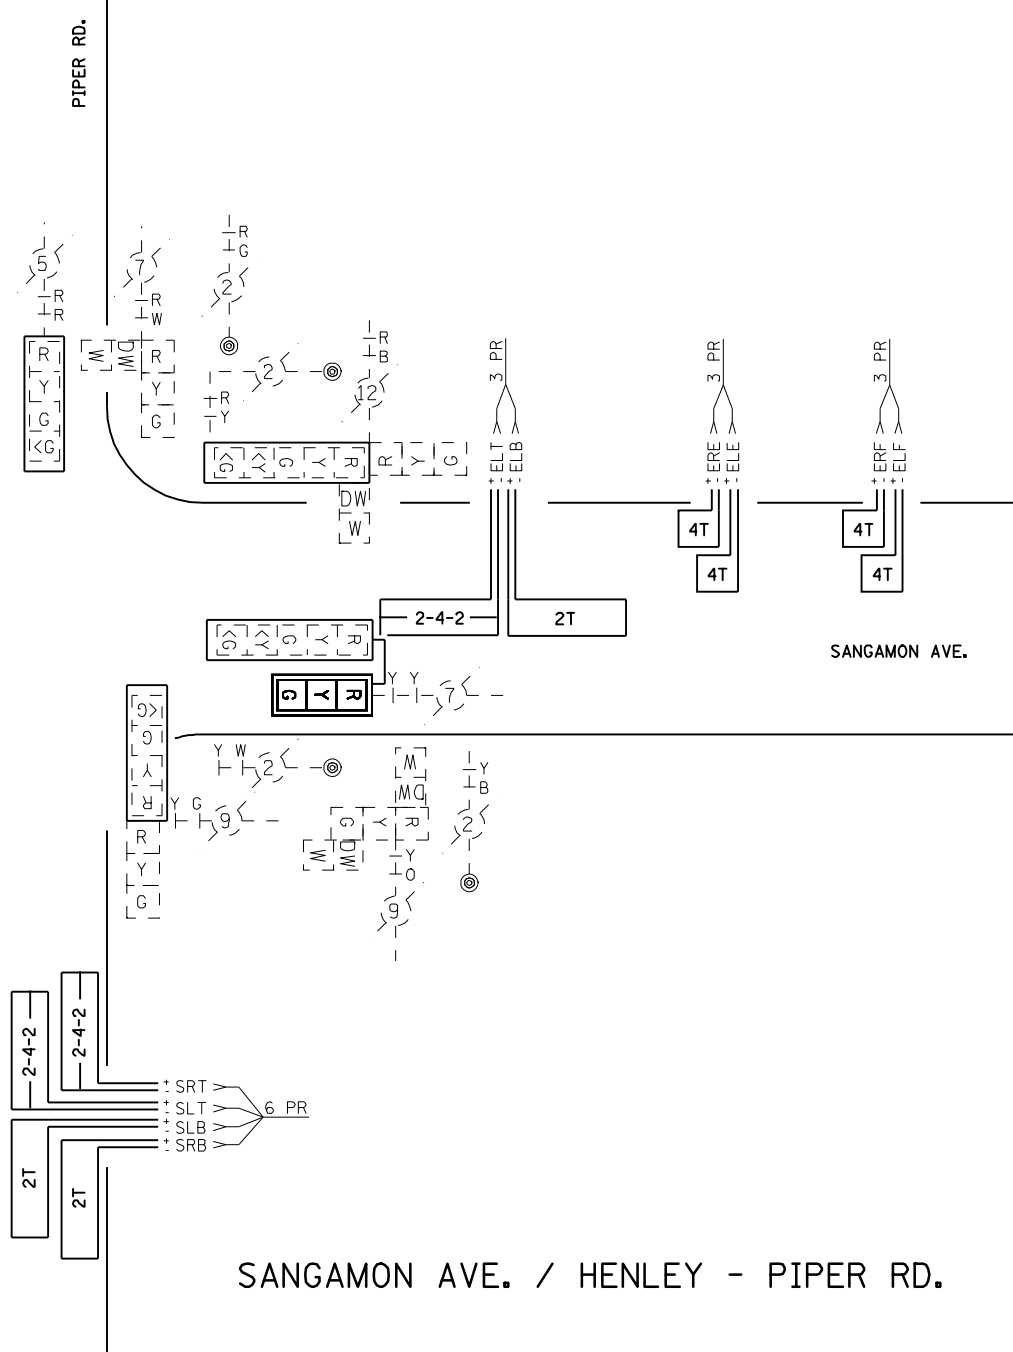 PIPER RD.
R
G
5
7
2
R
R
R
W
R
B
3 PR
3 PR
3 PR
R
Y
G
<G
W
DW
R
Y
G
2
12
R
Y
<G
<Y
G
Y
R
R
Y
G
DW
W
+ ELT -
+ ELB -
+ ERE -
+ ELE -
+ ERF -
+ ELF -
4T
4T
4T
4T
2-4-2
2T
<G
<Y
G
Y
R
SANGAMON AVE.
G
Y
R
Y Y
7
<G
G
Y
R
Y W
2
W
DW
Y
B
Y G
9
G
Y
R
2
R
Y
G
W
DW
Y
O
9
2-4-2
2-4-2
+ - SRT
+ - SLT
+ - SLB
+ - SRB
6 PR
2T
2T
SANGAMON AVE. / HENLEY - PIPER RD.